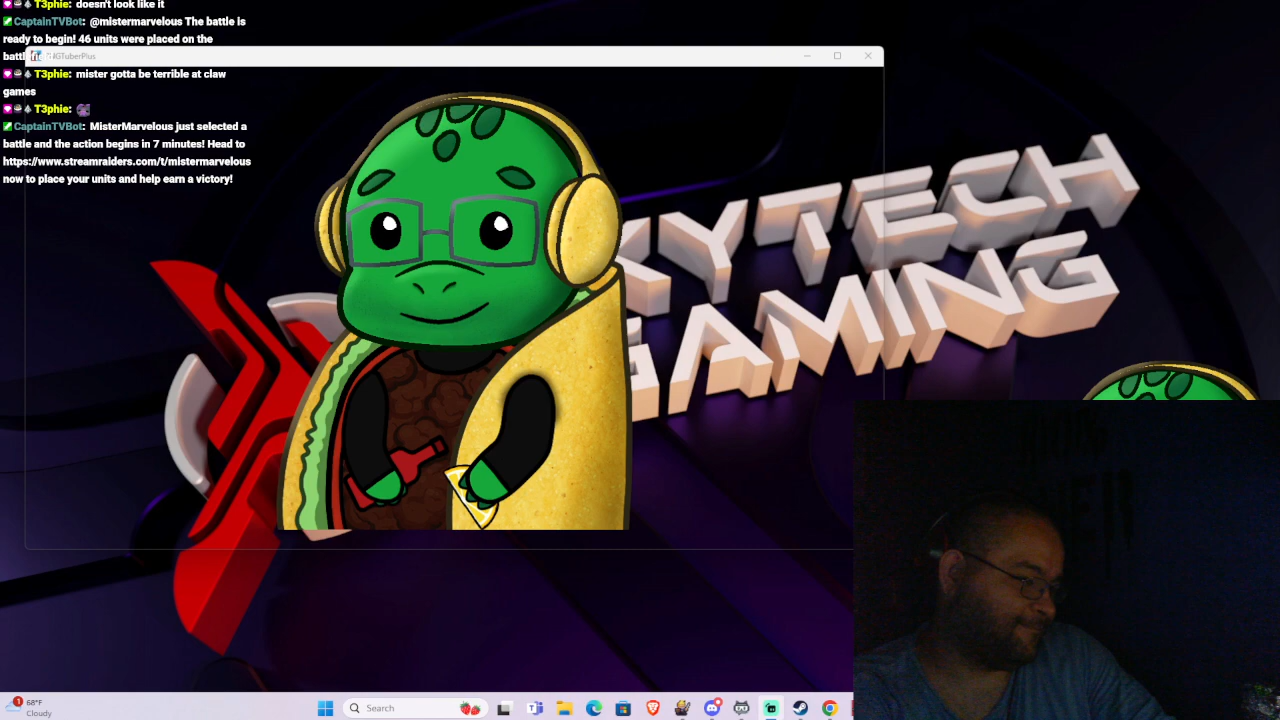 T3phie: doesn't look like it
CaptainTVBot: @mistermarvelous The battle is
ready to begin! 46 units were placed on the
T3phie: mister gotta be terrible at claw
games
T3phie:
CaptainTVBot: MisterMarvelous just selected a
battle and the action begins in 7 minutes! Head to
https://www.streamraiders.com/t/mistermarvelous
now to place your units and help earn a victory!
GAMING
1
68°F
Cloudy
Search